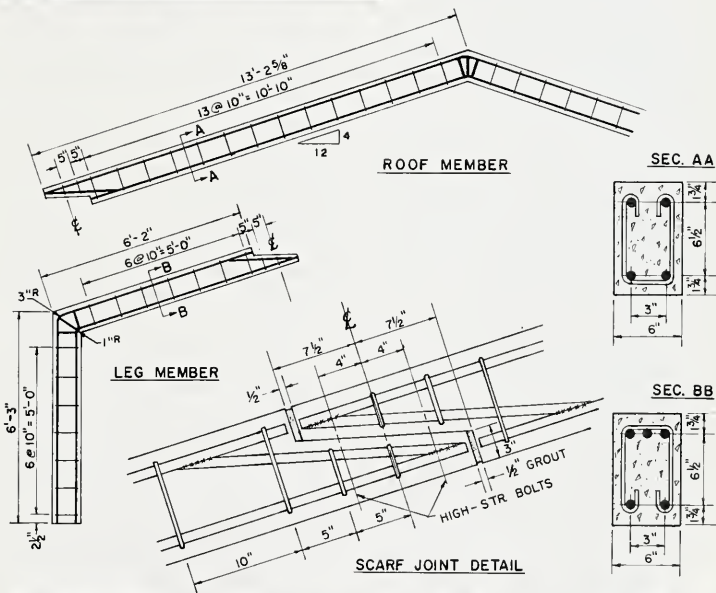 13'-2 5/8"
13 @ 10" = 10'-10"
5" 5"
A
A
4
12
ROOF MEMBER
SEC. AA
1 3/4"
6 1/2"
1 3/4"
3"
6"
℄
6'-2"
6 @ 10" = 5'-0"
5" 5"
℄
B
B
3"R
1"R
LEG MEMBER
6'-3"
6 @ 10" = 5'-0"
2 1/2"
℄
7 1/2"
7 1/2"
4"
4"
1/2"
3"
1/2" GROUT
HIGH-STR BOLTS
10"
5"
5"
SCARF JOINT DETAIL
SEC. BB
1 3/4"
6 1/2"
1 3/4"
3"
6"